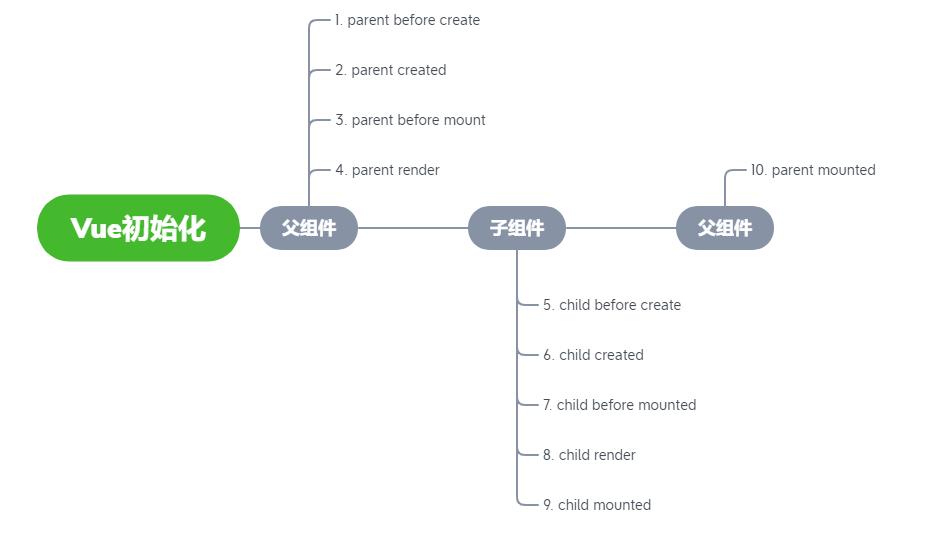 Vue初始化
父组件
1. parent before create
2. parent created
3. parent before mount
4. parent render
子组件
5. child before create
6. child created
7. child before mounted
8. child render
9. child mounted
父组件
10. parent mounted